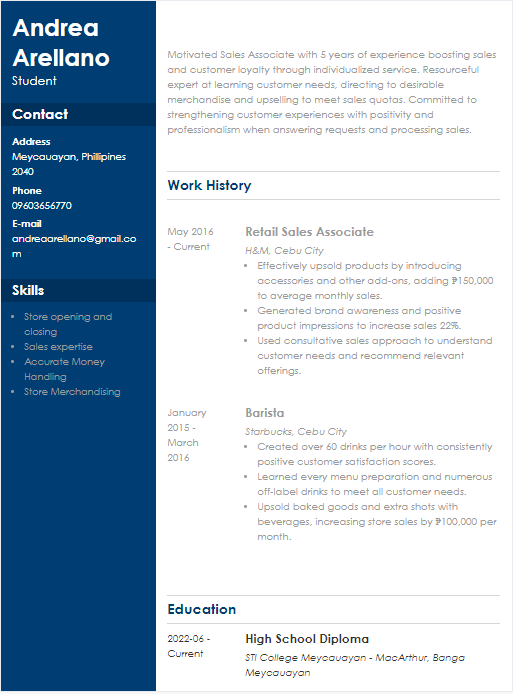 Andrea
Arellano
Student
Contact
Address
Meycauayan, Phillipines
2040
Phone
09603656770
E-mail
andreaarellano@gmail.co
m
Skills
• Store opening and
closing
• Sales expertise
• Accurate Money
Handling
• Store Merchandising
Motivated Sales Associate with 5 years of experience boosting sales
and customer loyalty through individualized service. Resourceful
expert at learning customer needs, directing to desirable
merchandise and upselling to meet sales quotas. Committed to
strengthening customer experiences with positivity and
professionalism when answering requests and processing sales.
Work History
May 2016
- Current
Retail Sales Associate
H&M, Cebu City
• Effectively upsold products by introducing
accessories and other add-ons, adding ₱150,000
to average monthly sales.
• Generated brand awareness and positive
product impressions to increase sales 22%.
• Used consultative sales approach to understand
customer needs and recommend relevant
offerings.
January
2015 -
March
2016
Barista
Starbucks, Cebu City
• Created over 60 drinks per hour with consistently
positive customer satisfaction scores.
• Learned every menu preparation and numerous
off-label drinks to meet all customer needs.
• Upsold baked goods and extra shots with
beverages, increasing store sales by ₱100,000 per
month.
Education
2022-06 -
Current
High School Diploma
STI College Meycauayan - MacArthur, Banga
Meycauayan